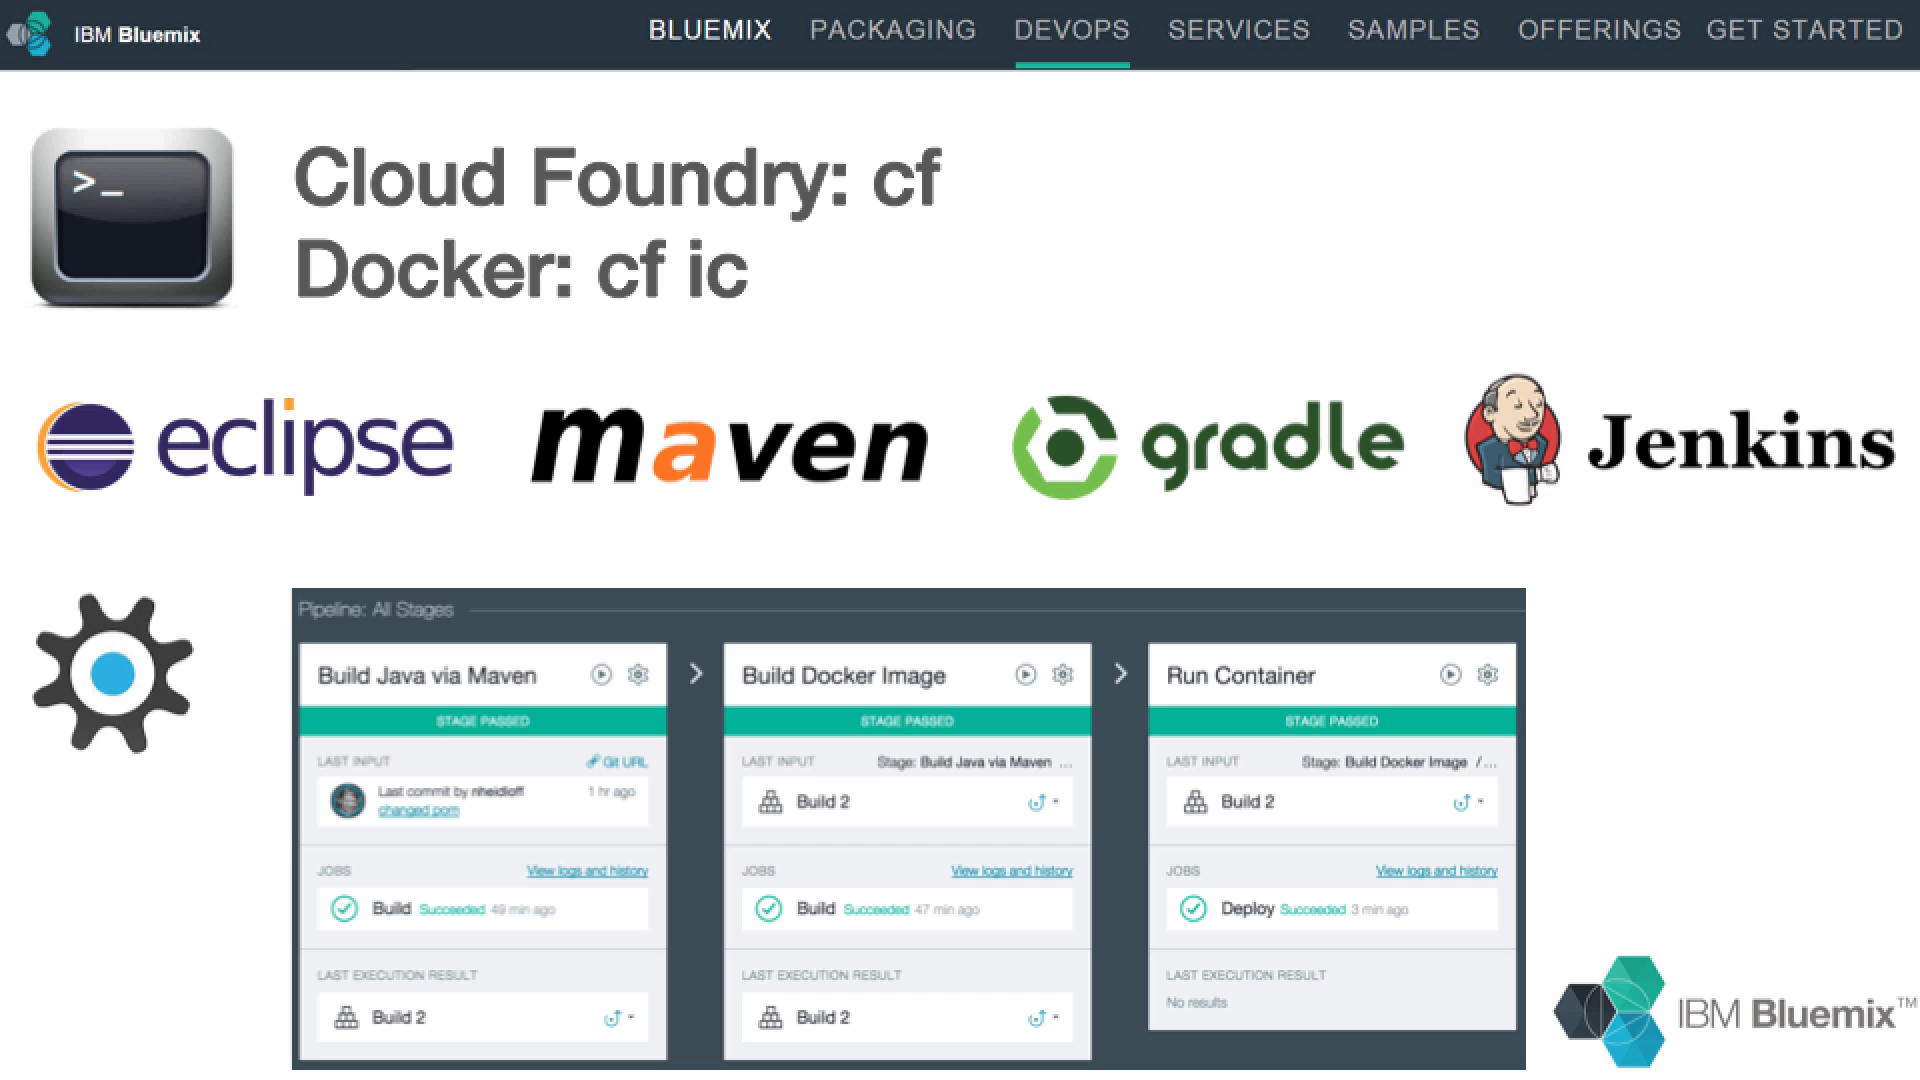 IBM Bluemix
BLUEMIX PACKAGING DEVOPS SERVICES SAMPLES OFFERINGS GET STARTED
>_
Cloud Foundry: cf
Docker: cf ic
eclipse maven gradle Jenkins
Pipeline: All Stages
Build Java via Maven
STAGE PASSED
LAST INPUT Git URL
Last commit by nheidloff 1 hr ago
changed pom
JOBS View logs and history
Build Succeeded 49 min ago
LAST EXECUTION RESULT
Build 2
Build Docker Image
STAGE PASSED
LAST INPUT Stage: Build Java via Maven ...
Build 2
JOBS View logs and history
Build Succeeded 47 min ago
LAST EXECUTION RESULT
Build 2
Run Container
STAGE PASSED
LAST INPUT Stage: Build Docker Image / ...
Build 2
JOBS View logs and history
Deploy Succeeded 3 min ago
LAST EXECUTION RESULT
No results
IBM Bluemix™